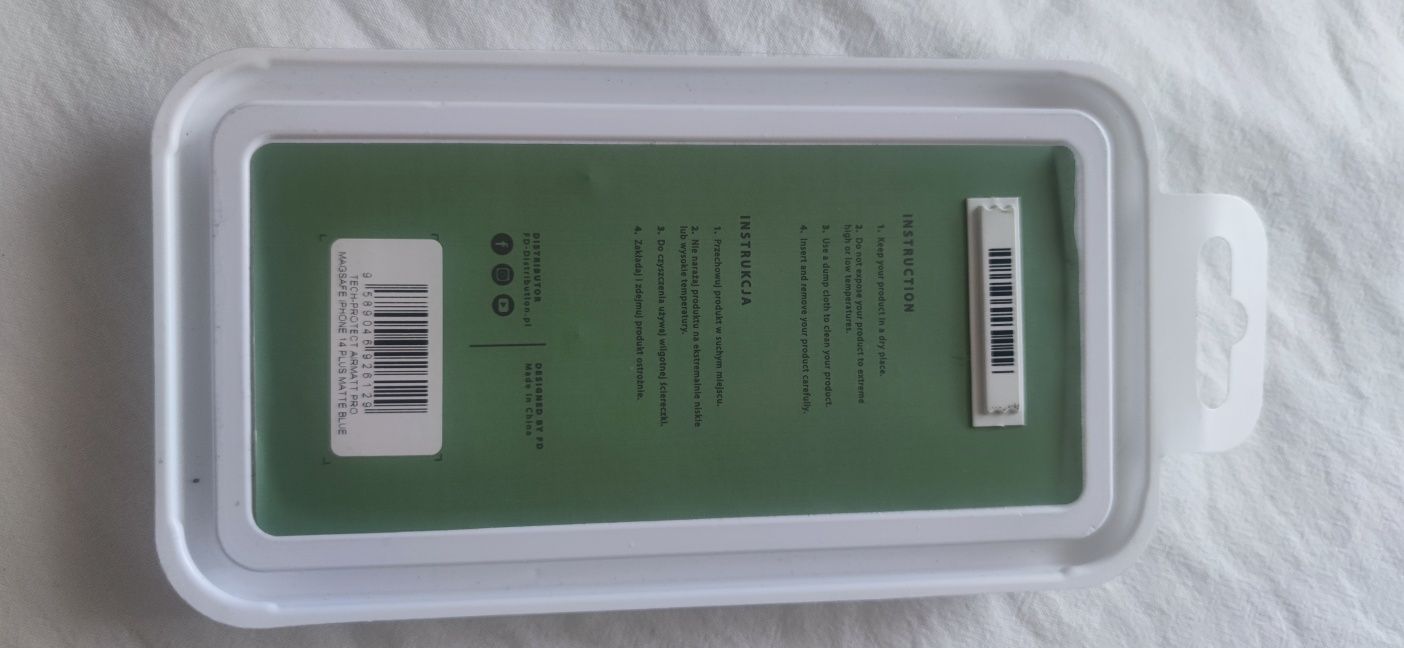 INSTRUCTION
1. Keep your product in a dry place.
2. Do not expose your product to extreme
high or low temperatures.
3. Use a dump cloth to clean your product.
4. Insert and remove your product carefully.
INSTRUKCJA
1. Przechowuj produkt w suchym miejscu.
2. Nie narażaj produktu na ekstremalnie niskie
lub wysokie temperatury.
3. Do czyszczenia używaj wilgotnej ściereczki.
4. Zakładaj i zdejmuj produkt ostrożnie.
DISTRIBUTOR
FD-Distribution.pl
DESIGNED BY FD
Made in China
9 589046 926129
TECH-PROTECT ARMATT PRO
MAGSAFE IPHONE 14 PLUS MATTE BLUE